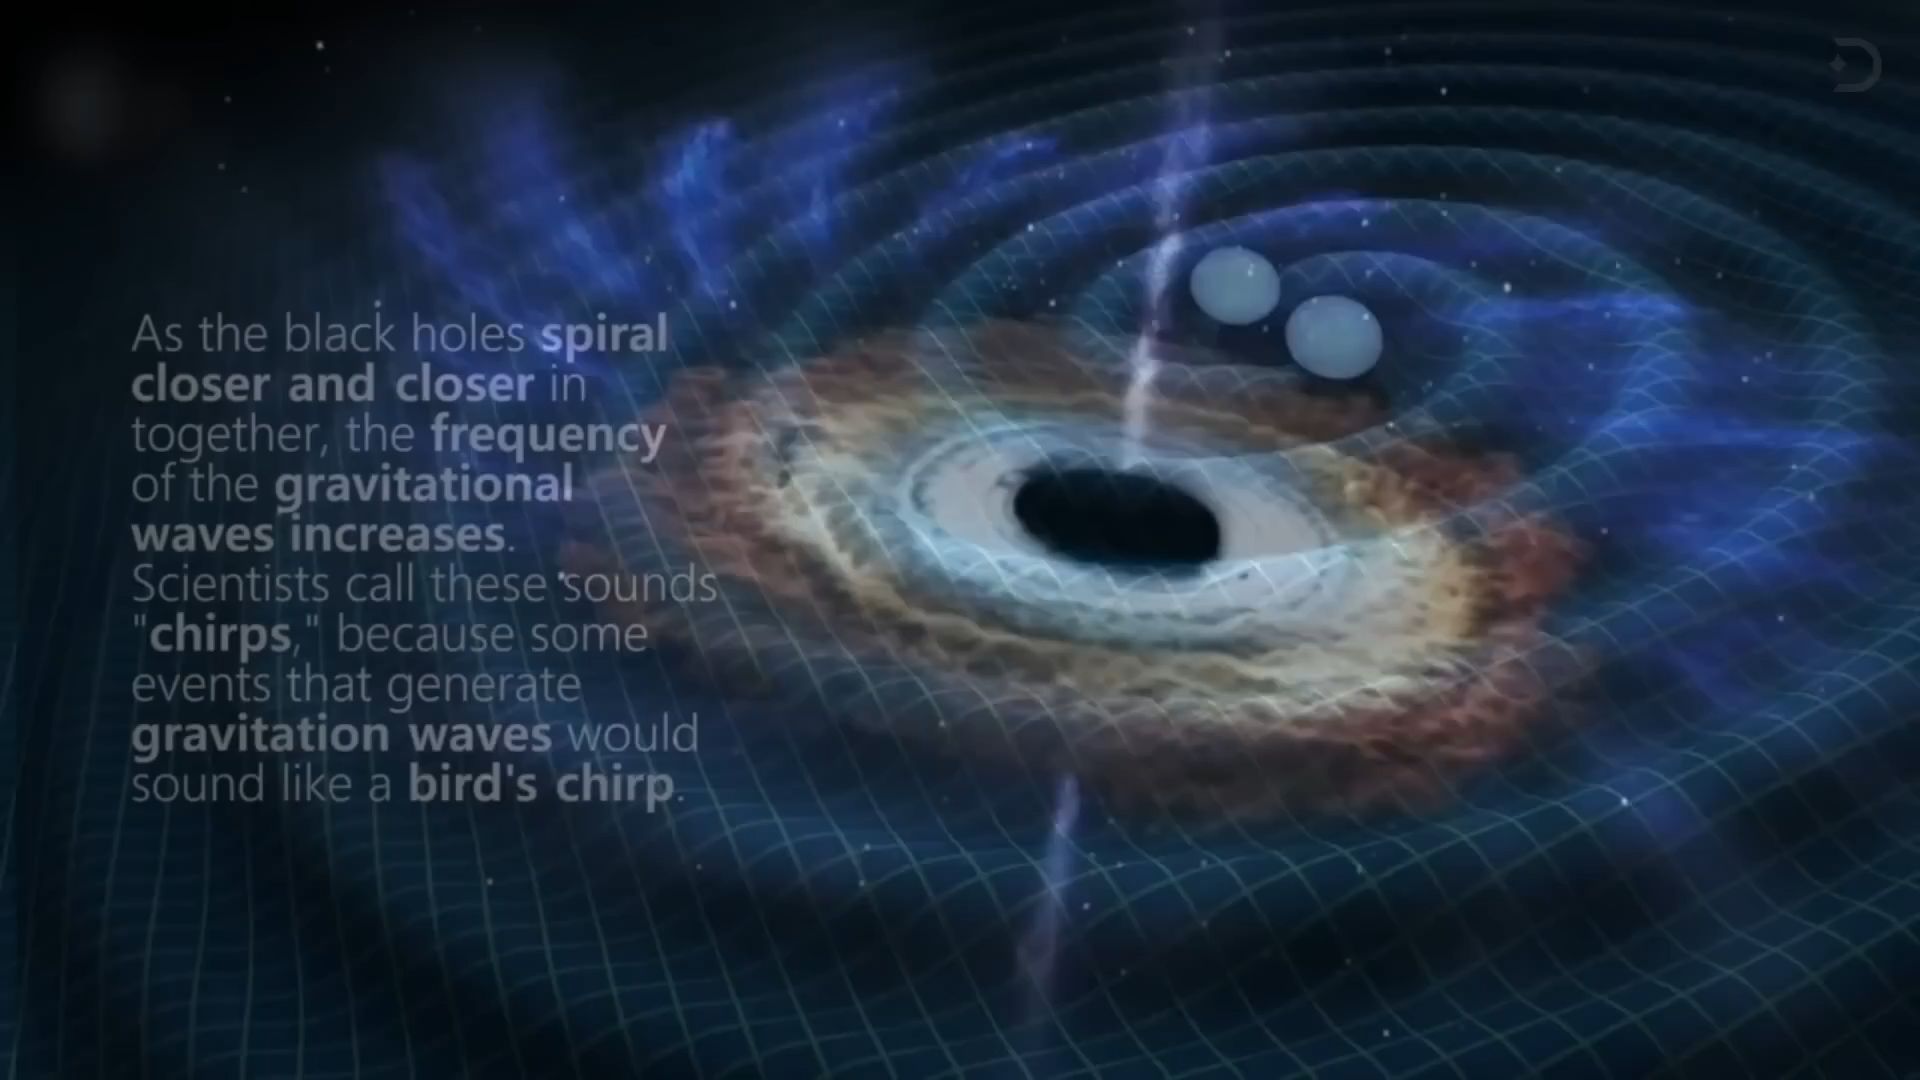 As the black holes spiral
closer and closer in
together, the frequency
of the gravitational
waves increases.
Scientists call these sounds
"chirps," because some
events that generate
gravitation waves would
sound like a bird's chirp.